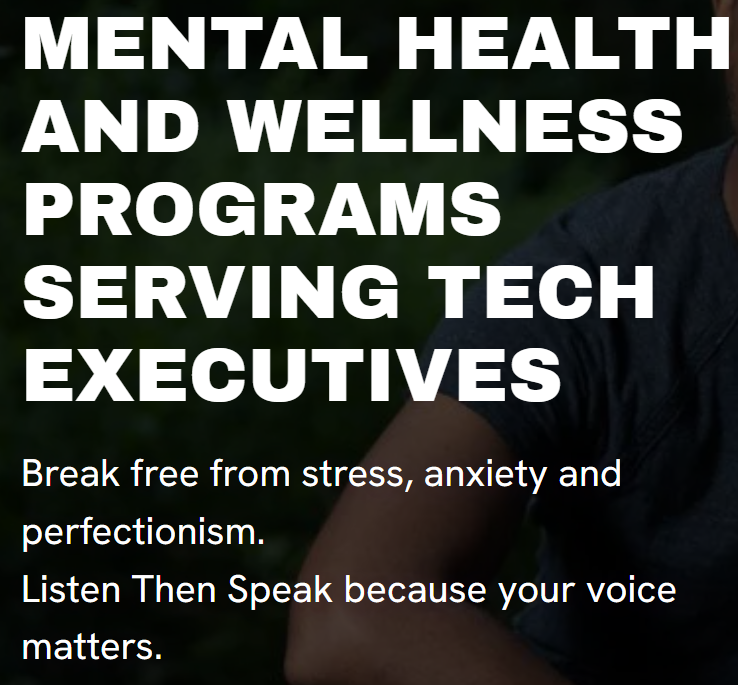 MENTAL HEALTH
AND WELLNESS
PROGRAMS
SERVING TECH
EXECUTIVES
Break free from stress, anxiety and
perfectionism.
Listen Then Speak because your voice
matters.